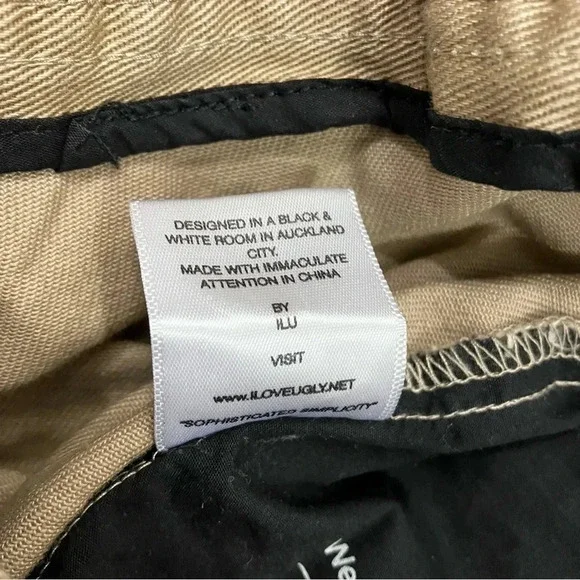 DESIGNED IN A BLACK &
WHITE ROOM IN AUCKLAND
CITY.
MADE WITH IMMACULATE
ATTENTION IN CHINA
BY
ILU
VISIT
WWW.ILOVEUGLY.NET
"SOPHISTICATED SIMPLICITY"
We